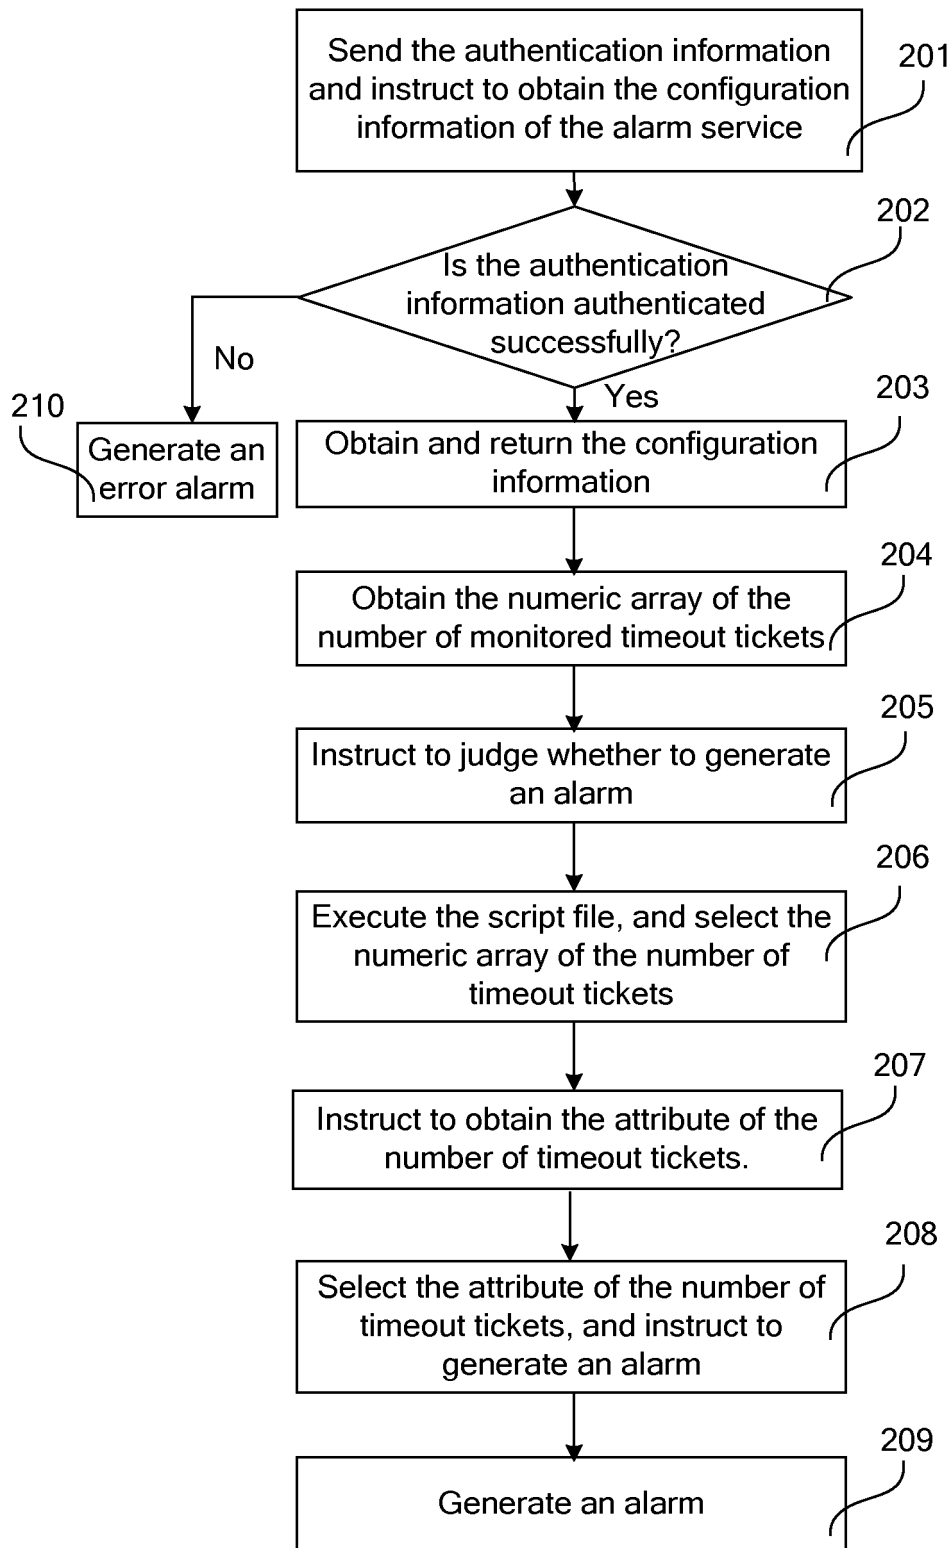 Send the authentication information
and instruct to obtain the configuration
information of the alarm service
201
202
Is the authentication
information authenticated
successfully?
No
Yes
203
210
Generate an
error alarm
Obtain and return the configuration
information
204
Obtain the numeric array of the
number of monitored timeout tickets
205
Instruct to judge whether to generate
an alarm
206
Execute the script file, and select the
numeric array of the number of
timeout tickets
207
Instruct to obtain the attribute of the
number of timeout tickets.
208
Select the attribute of the number of
timeout tickets, and instruct to
generate an alarm
209
Generate an alarm